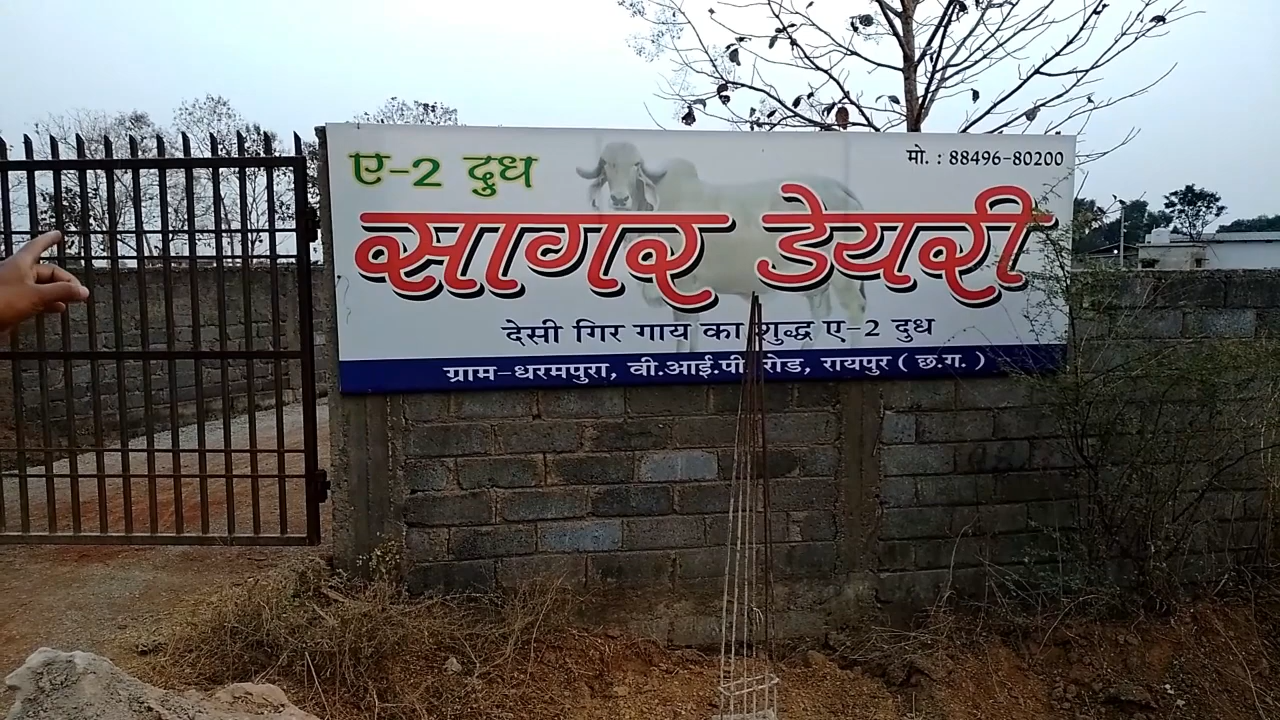 ए-2 दुध
मो. : 88496-80200
सागर डेयरी
देसी गिर गाय का शुद्ध ए-2 दुध
ग्राम-धरमपुरा, वी.आई.पी. रोड, रायपुर ( छ.ग. )